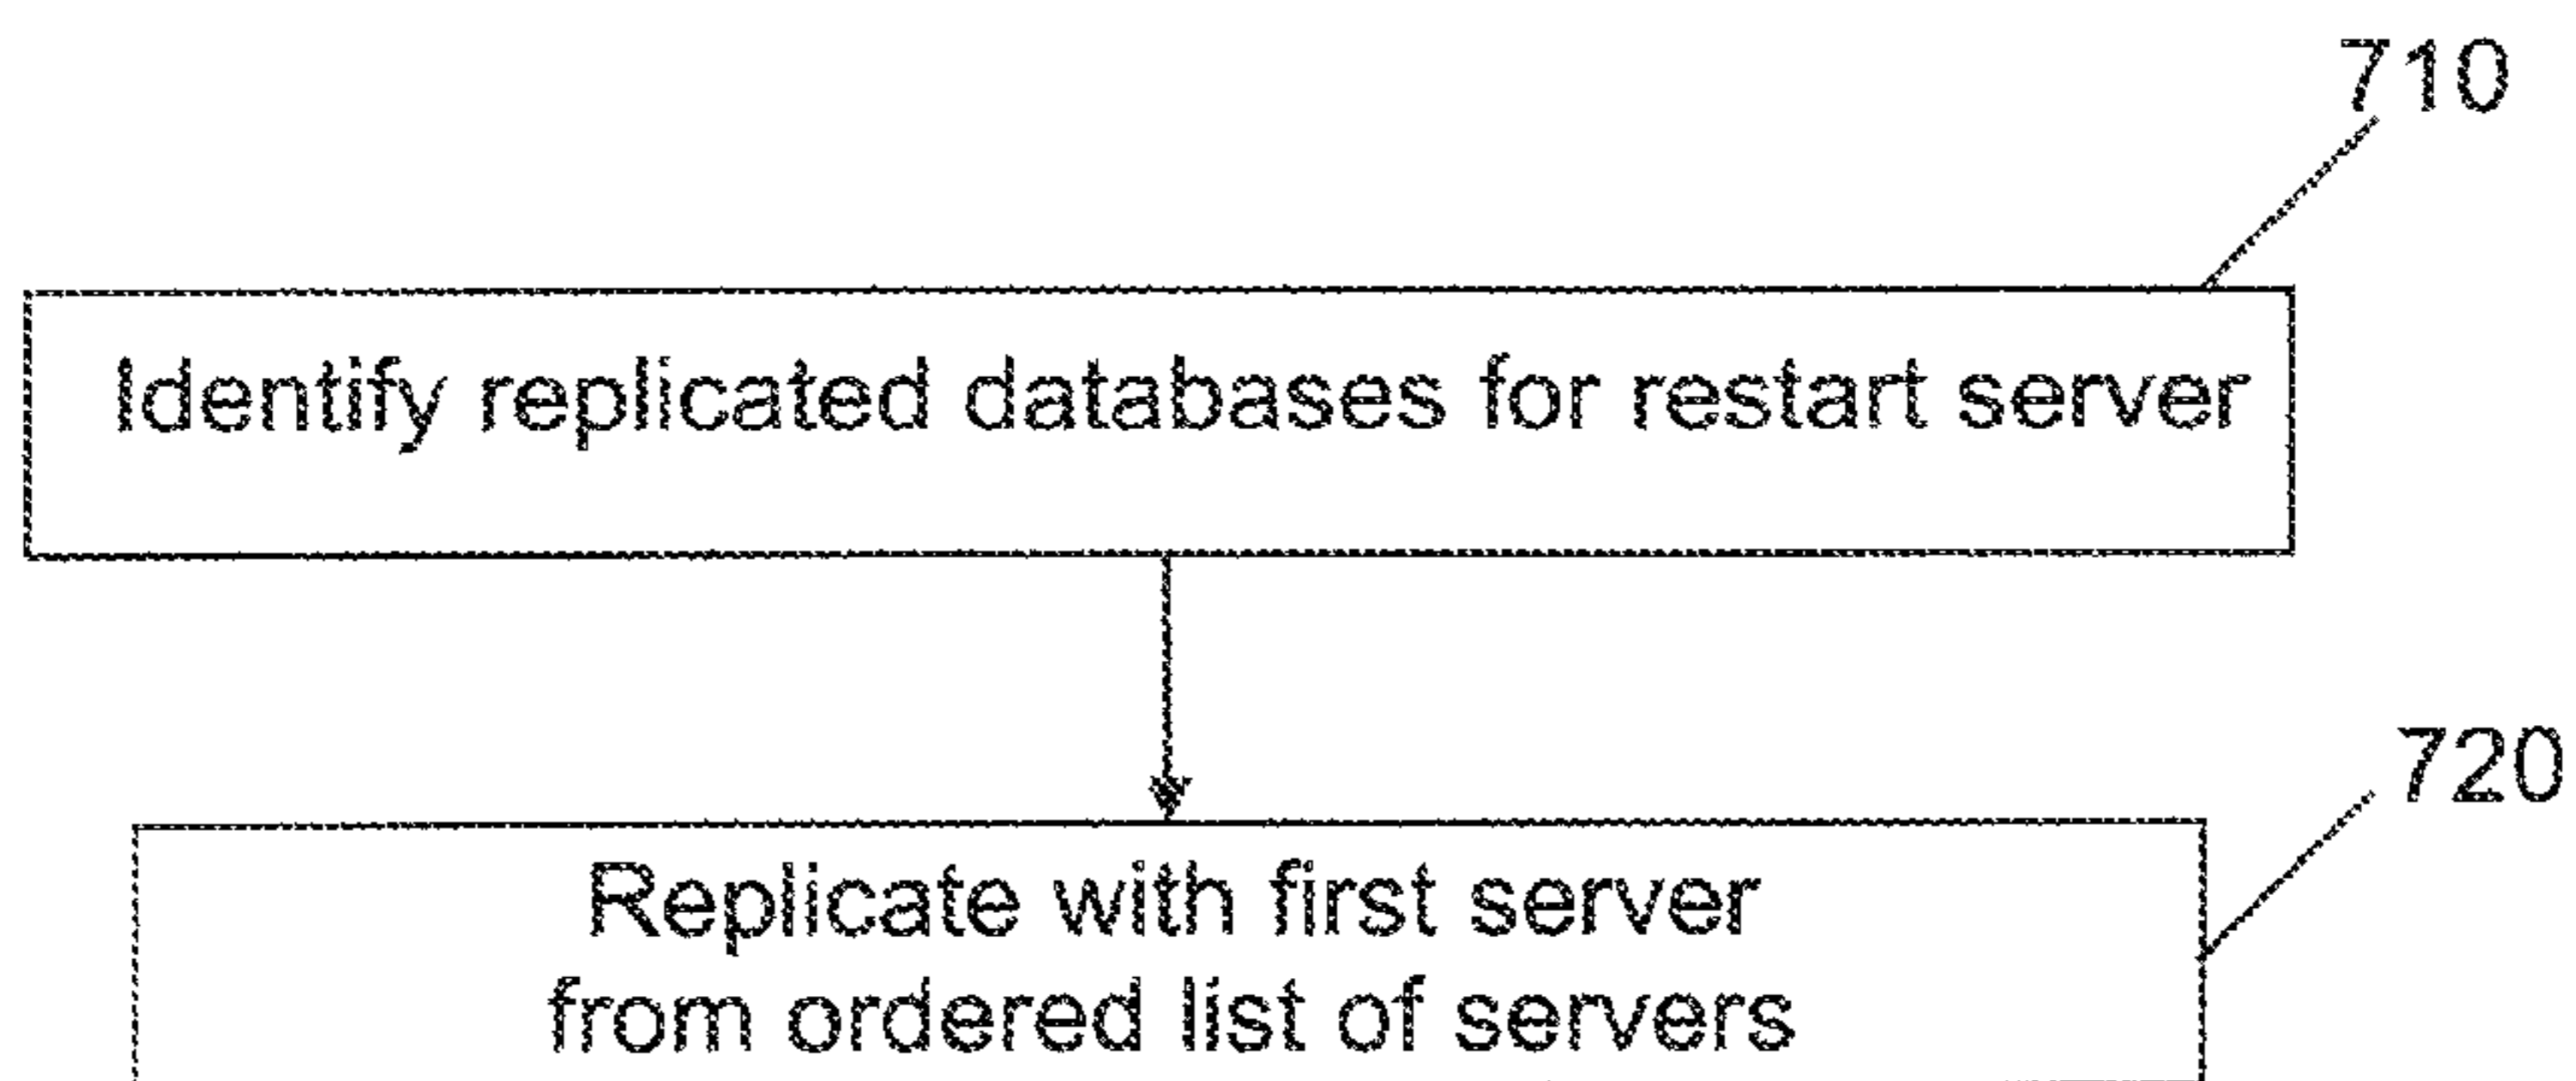 710
Identify replicated databases for restart server
720
Replicate with first server
from ordered list of servers